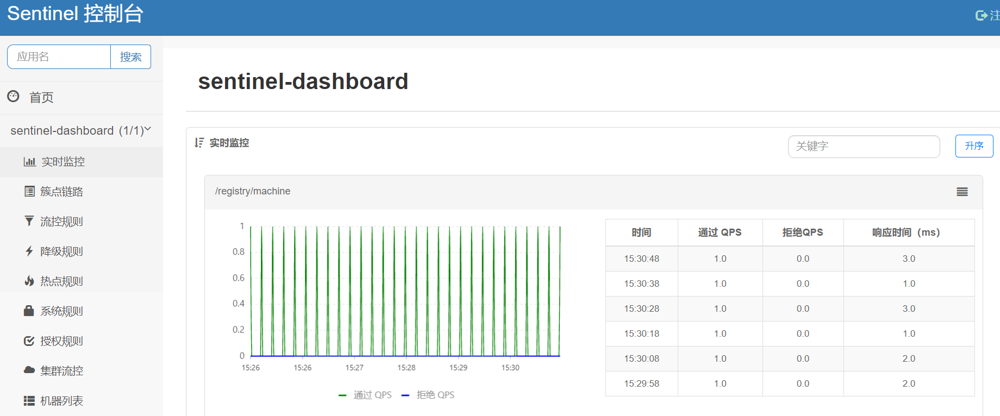 Sentinel 控制台
注
应用名 搜索
首页
sentinel-dashboard (1/1)
实时监控
簇点链路
流控规则
降级规则
热点规则
系统规则
授权规则
集群流控
机器列表
sentinel-dashboard
实时监控 关键字 升序
/registry/machine
1
0.8
0.6
0.4
0.2
0
15:26 15:26 15:27 15:28 15:29 15:30
通过 QPS 拒绝 QPS
时间 通过 QPS 拒绝QPS 响应时间（ms）
15:30:48 1.0 0.0 3.0
15:30:38 1.0 0.0 1.0
15:30:28 1.0 0.0 3.0
15:30:18 1.0 0.0 1.0
15:30:08 1.0 0.0 2.0
15:29:58 1.0 0.0 2.0